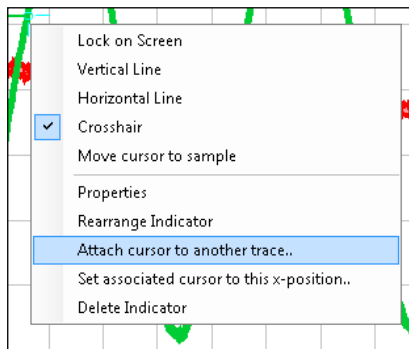 Lock on Screen
Vertical Line
Horizontal Line
Crosshair
Move cursor to sample
Properties
Rearrange Indicator
Attach cursor to another trace..
Set associated cursor to this x-position..
Delete Indicator